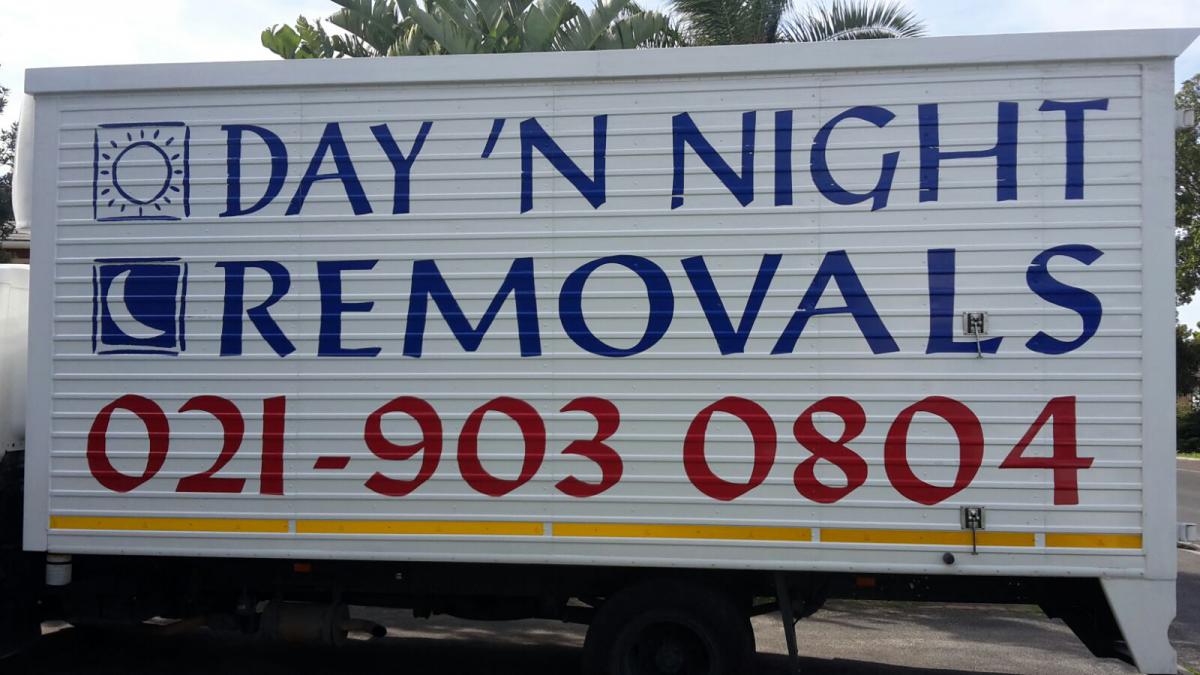 DAY 'N NIGHT
REMOVALS
021-903 0804